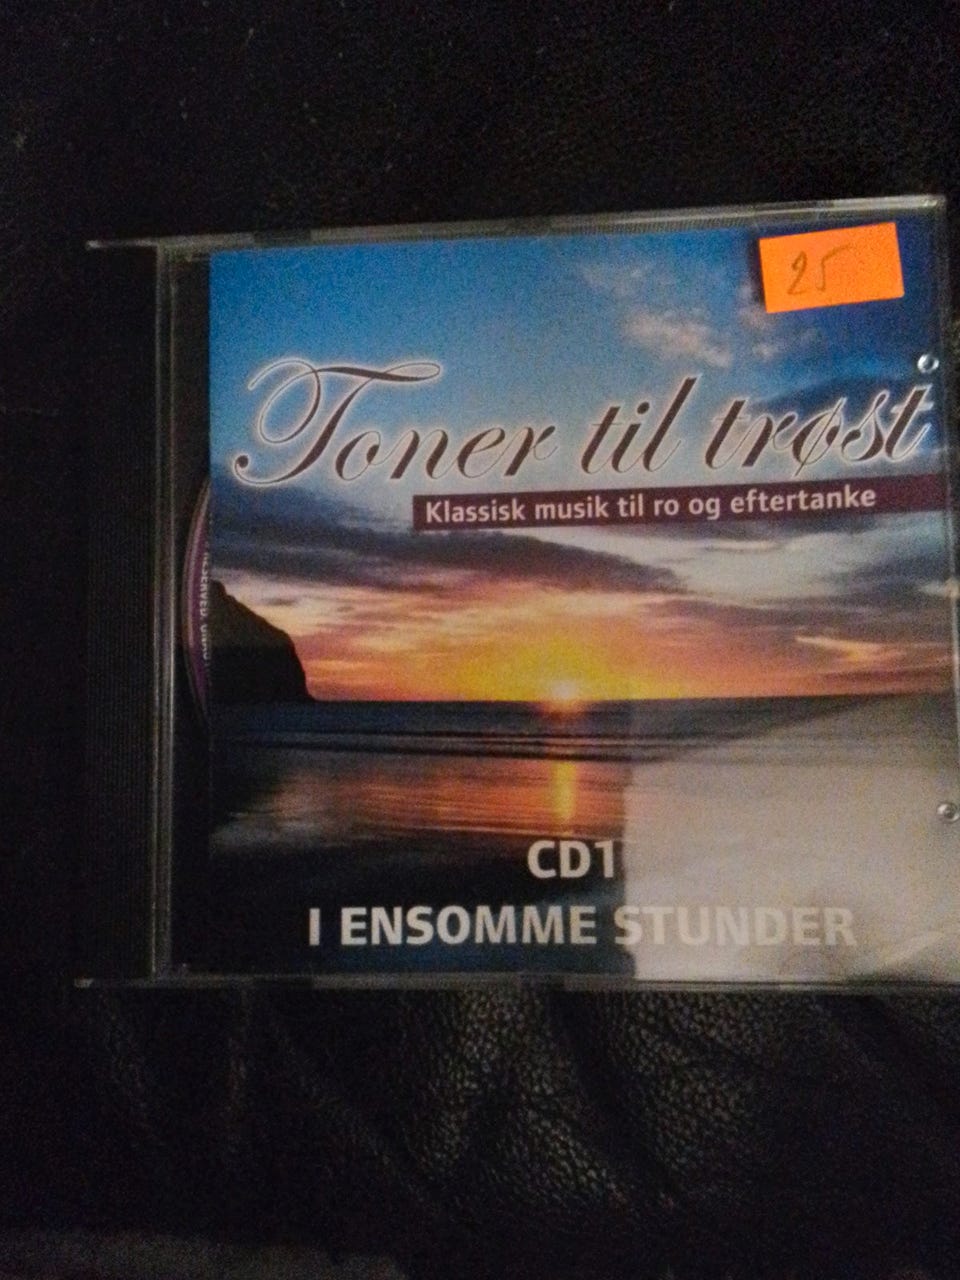 25
Toner til trøst
Klassisk musik til ro og eftertanke
CD1
I ENSOMME STUNDER